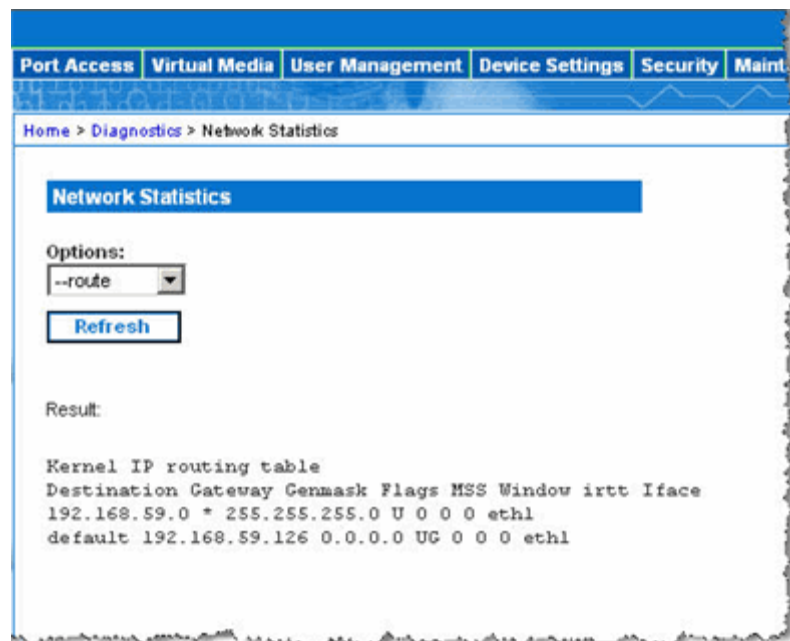 Port Access Virtual Media User Management Device Settings Security Maint
Home > Diagnostics > Network Statistics
Network Statistics
Options:
--route
Refresh
Result:
Kernel IP routing table
Destination Gateway Genmask Flags MSS Window irtt Iface
192.168.59.0 * 255.255.255.0 U 0 0 0 eth1
default 192.168.59.126 0.0.0.0 UG 0 0 0 eth1